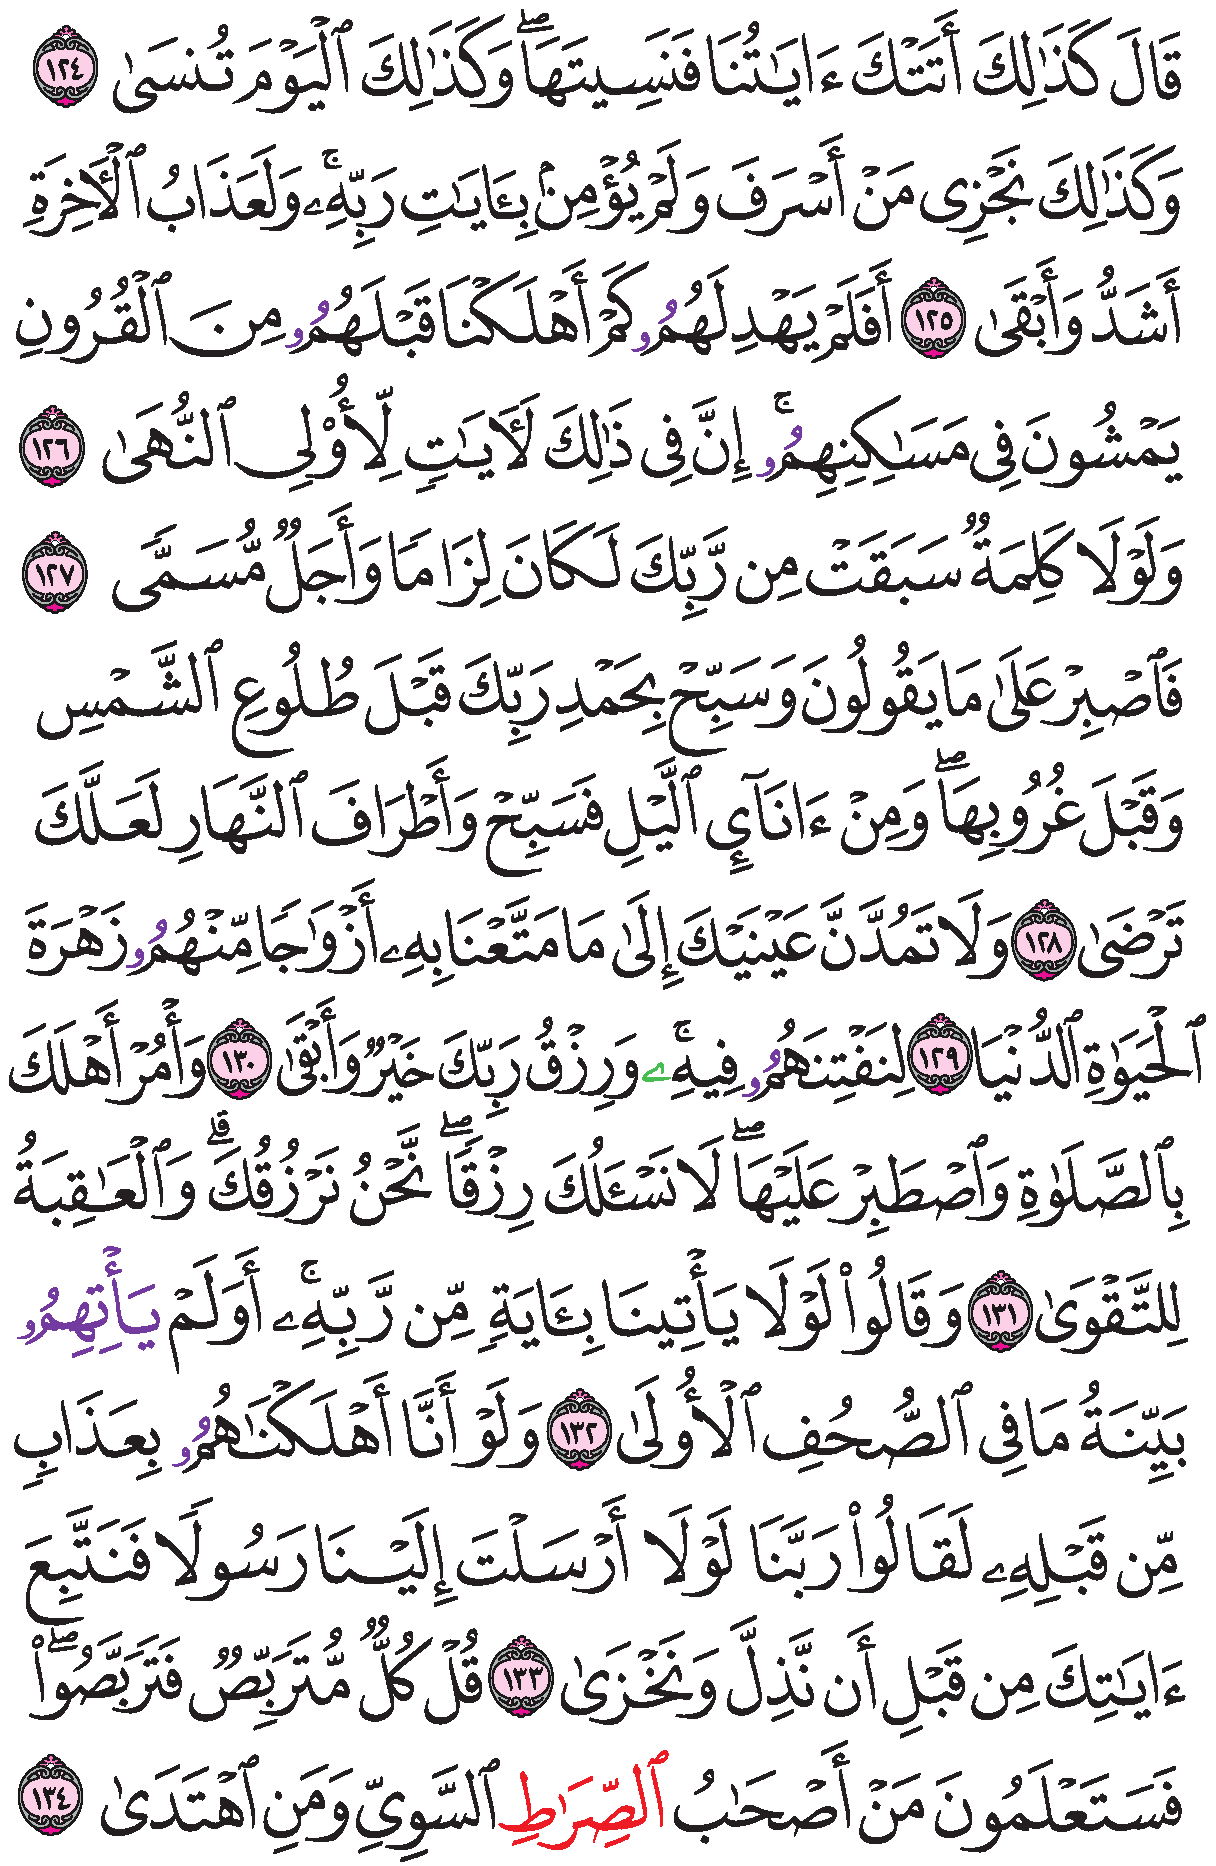 قَالَ كَذَٰلِكَ أَتَتْكَ ءَايَٰتُنَا فَنَسِيتَهَاۖ وَكَذَٰلِكَ ٱلْيَوْمَ تُنسَىٰ ١٢٤
وَكَذَٰلِكَ نَجْزِى مَنْ أَسْرَفَ وَلَمْ يُؤْمِنۢ بِـَٔايَٰتِ رَبِّهِۦۚ وَلَعَذَابُ ٱلْأَخِرَةِ
أَشَدُّ وَأَبْقَىٰ ١٢٥ أَفَلَمْ يَهْدِ لَهُمُۥ كَمْ أَهْلَكْنَا قَبْلَهُمُۥ مِنَ ٱلْقُرُونِ
يَمْشُونَ فِى مَسَٰكِنِهِمُۥۚ إِنَّ فِى ذَٰلِكَ لَأَيَٰتٍ لِّأُوْلِى ٱلنُّهَىٰ ١٢٦
وَلَوْلَا كَلِمَةٌ سَبَقَتْ مِن رَّبِّكَ لَكَانَ لِزَامًا وَأَجَلٌ مُّسَمًّى ١٢٧
فَٱصْبِرْ عَلَىٰ مَا يَقُولُونَ وَسَبِّحْ بِحَمْدِ رَبِّكَ قَبْلَ طُلُوعِ ٱلشَّمْسِ
وَقَبْلَ غُرُوبِهَاۖ وَمِنْ ءَانَآيِٕ ٱلَّيْلِ فَسَبِّحْ وَأَطْرَافَ ٱلنَّهَارِ لَعَلَّكَ
تَرْضَىٰ ١٢٨ وَلَا تَمُدَّنَّ عَيْنَيْكَ إِلَىٰ مَا مَتَّعْنَا بِهِۦ أَزْوَٰجًا مِّنْهُمُۥ زَهْرَةَ
ٱلْحَيَوٰةِ ٱلدُّنْيَا ١٢٩ لِنَفْتِنَهُمُۥ فِيهِۦۚ وَرِزْقُ رَبِّكَ خَيْرٌ وَأَبْقَىٰ ١٣٠ وَأْمُرْ أَهْلَكَ
بِٱلصَّلَوٰةِ وَٱصْطَبِرْ عَلَيْهَاۖ لَا نَسْـَٔلُكَ رِزْقًاۖ نَّحْنُ نَرْزُقُكَۗ وَٱلْعَٰقِبَةُ
لِلتَّقْوَىٰ ١٣١ وَقَالُوا۟ لَوْلَا يَأْتِينَا بِـَٔايَةٍ مِّن رَّبِّهِۦۚ أَوَلَمْ يَأْتِهِمُۥ
بَيِّنَةُ مَا فِى ٱلصُّحُفِ ٱلْأُولَىٰ ١٣٢ وَلَوْ أَنَّا أَهْلَكْنَٰهُمُۥ بِعَذَابٍ
مِّن قَبْلِهِۦ لَقَالُوا۟ رَبَّنَا لَوْلَا أَرْسَلْتَ إِلَيْنَا رَسُولًا فَنَتَّبِعَ
ءَايَٰتِكَ مِن قَبْلِ أَن نَّذِلَّ وَنَخْزَىٰ ١٣٣ قُلْ كُلٌّ مُّتَرَبِّصٌ فَتَرَبَّصُوا۟ۖ
فَسَتَعْلَمُونَ مَنْ أَصْحَٰبُ ٱلصِّرَٰطِ ٱلسَّوِىِّ وَمَنِ ٱهْتَدَىٰ ١٣٤